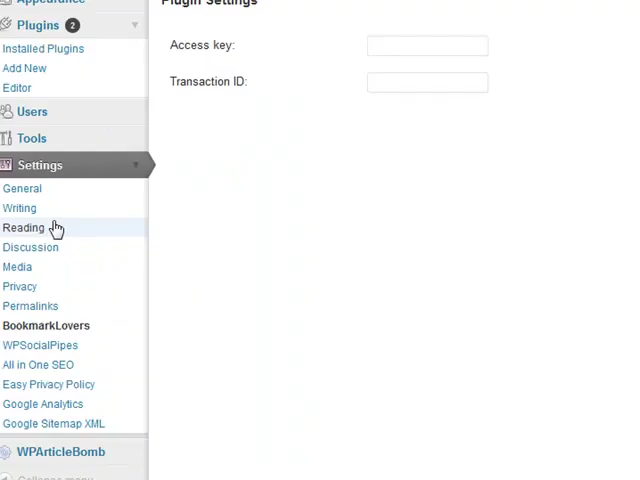 Appearance
Plugin Settings
Plugins 2
Access key:
Installed Plugins
Add New
Transaction ID:
Editor
Users
Tools
Settings
General
Writing
Reading
Discussion
Media
Privacy
Permalinks
BookmarkLovers
WPSocialPipes
All in One SEO
Easy Privacy Policy
Google Analytics
Google Sitemap XML
WPArticleBomb
Collapse menu